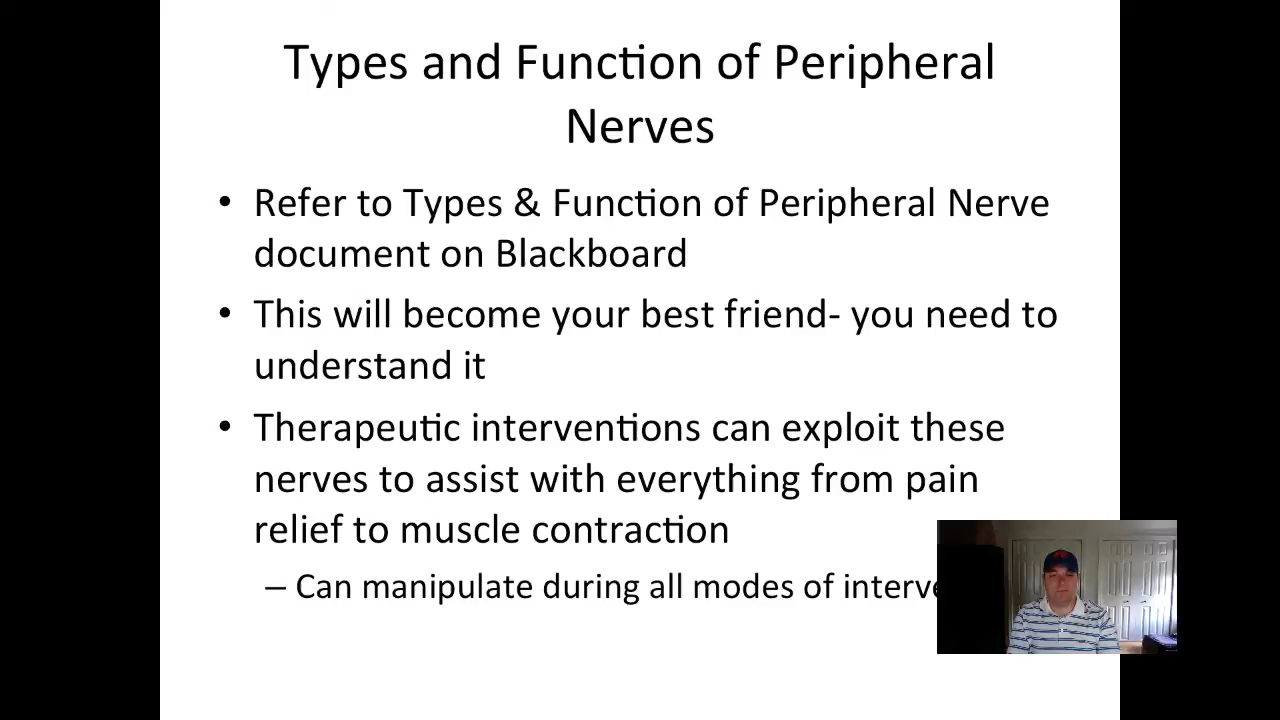 Types and Function of Peripheral
Nerves
• Refer to Types & Function of Peripheral Nerve
document on Blackboard
• This will become your best friend- you need to
understand it
• Therapeutic interventions can exploit these
nerves to assist with everything from pain
relief to muscle contraction
– Can manipulate during all modes of